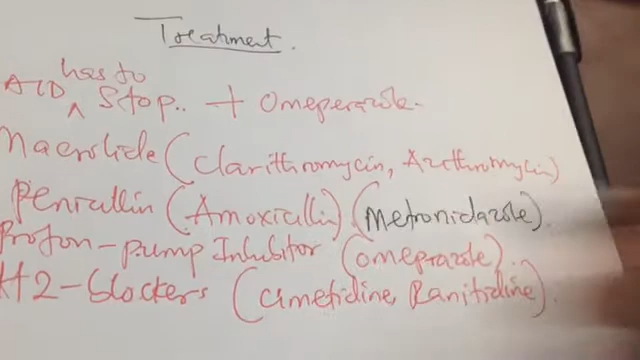 Treatment.
AID has to Stop.. + Omeperazole.
Macrolide (clarithromycin, Azithromycin)
Penicillin (Amoxicillin) (Metronidazole).
Proton-pump Inhibitor (omeprazole).
H2-blockers (cimetidine, Ranitidine).